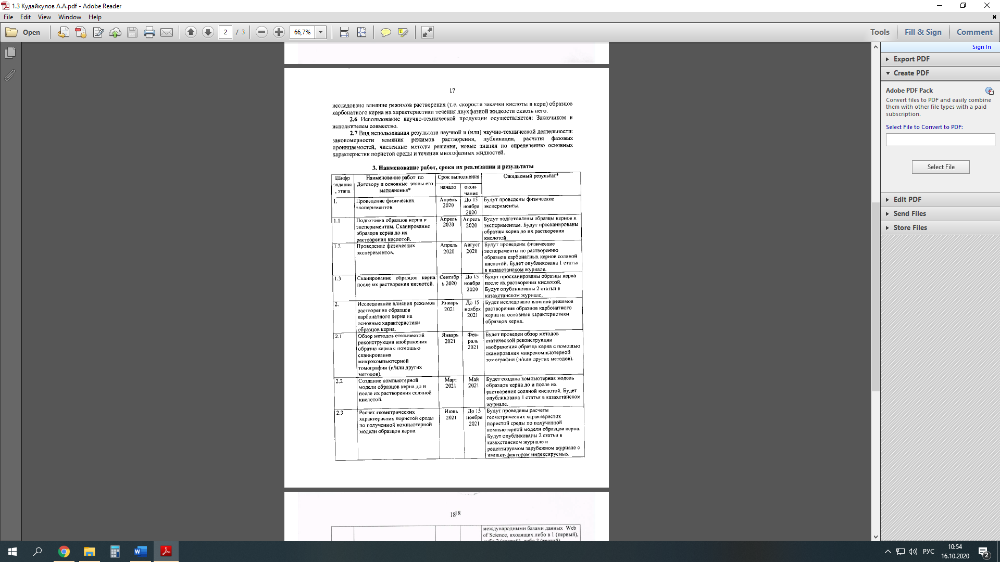 1.3 Кудайкулов А.А.pdf - Adobe Reader
File Edit View Window Help
Open 2 / 3 66,7% Tools Fill & Sign Comment
Sign In
Export PDF
Create PDF
Adobe PDF Pack
Convert files to PDF and easily combine
them with other file types with a paid
subscription.
Select File to Convert to PDF:
Select File
Edit PDF
Send Files
Store Files
17
исследовано влияние режимов растворения (т.е. скорости закачки кислоты в керн) образцов
карбонатного керна на характеристики течения двухфазной жидкости сквозь него.
2.6 Использование научно-технической продукции осуществляется: Заказчиком и
исполнителем совместно.
2.7 Вид использования результата научной и (или) научно-технической деятельности:
закономерности влияния режимов растворения, публикации, расчеты фазовых
проницаемостей, численные методы решения, новые знания по определению основных
характеристик пористой среды и течения многофазных жидкостей.
3. Наименование работ, сроки их реализации и результаты
Шифр
задания
, этапа
Наименование работ по
Договору и основные этапы его
выполнения*
Срок выполнения
начало
окон-
чание
Ожидаемый результат*
1.
Проведение физических
экспериментов.
Апрель
2020
До 15
ноября
2020
Будут проведены физические
эксперименты.
1.1
Подготовка образцов керна к
экспериментам. Сканирование
образцов керна до их
растворения кислотой.
Апрель
2020
Апрель
2020
Будут подготовлены образцы кернов к
экспериментам. Будут просканированы
образцы керна до их растворения
кислотой.
1.2
Проведение физических
экспериментов.
Апрель
2020
Август
2020
Будут проведены физические
эксперименты по растворению
образцов карбонатных кернов соляной
кислотой. Будет опубликована 1 статья
в казахстанском журнале.
1.3
Сканирование образцов керна
после их растворения кислотой.
Сентябр
ь 2020
До 15
ноября
2020
Будут просканированы образцы керна
после их растворения кислотой.
Будут опубликованы 2 статьи в
казахстанском журнале.
2.
Исследование влияния режимов
растворения образцов
карбонатного керна на
основные характеристики
образцов керна.
Январь
2021
До 15
ноября
2021
Будет исследовано влияние режимов
растворения образцов карбонатного
керна на основные характеристики
образцов керна.
2.1
Обзор методов статической
реконструкции изображения
образца керна с помощью
сканирования
микрокомпьютерной
томографии (и/или других
методов).
Январь
2021
Фев-
раль
2021
Будет проведен обзор методов
статической реконструкции
изображения образца керна с помощью
сканирования микрокомпьютерной
томографии (и/или других методов).
2.2
Создание компьютерной
модели образцов керна до и
после их растворения соляной
кислотой.
Март
2021
Май
2021
Будет создана компьютерная модель
образцов керна до и после их
растворения соляной кислотой. Будет
опубликована 1 статья в казахстанском
журнале.
2.3
Расчет геометрических
характеристик пористой среды
по полученной компьютерной
модели образцов керна.
Июнь
2021
До 15
ноября
2021
Будут проведены расчеты
геометрических характеристик
пористой среды по полученной
компьютерной модели образцов керна.
Будут опубликованы 2 статьи в
казахстанском журнале и
рецензируемом зарубежном журнале с
импакт-фактором индексируемых
1818
международными базами данных Web
of Science, входящих либо в 1 (первый),
либо 2 (второй), либо 3 (третий)
РУС
10:54
16.10.2020
2